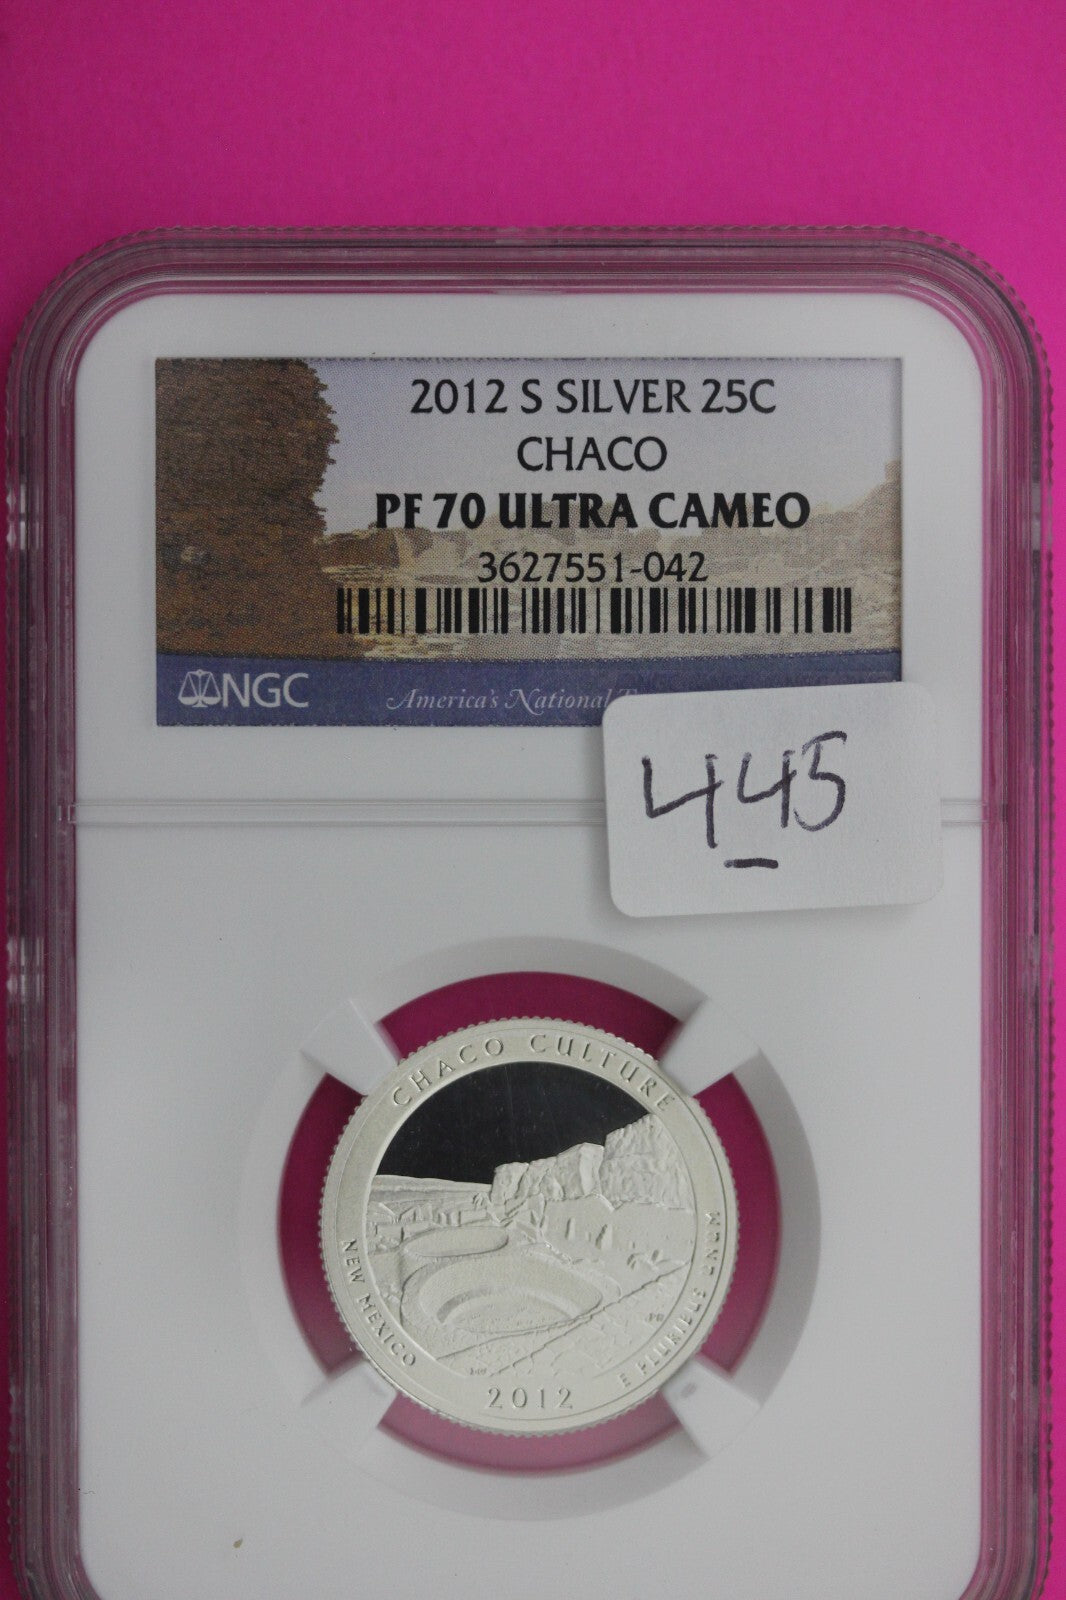 2012 S SILVER 25C
CHACO
PF 70 ULTRA CAMEO
3627551-042
NGC
America's National
445
CHACO CULTURE
NEW MEXICO
E PLURIBUS UNUM
2012